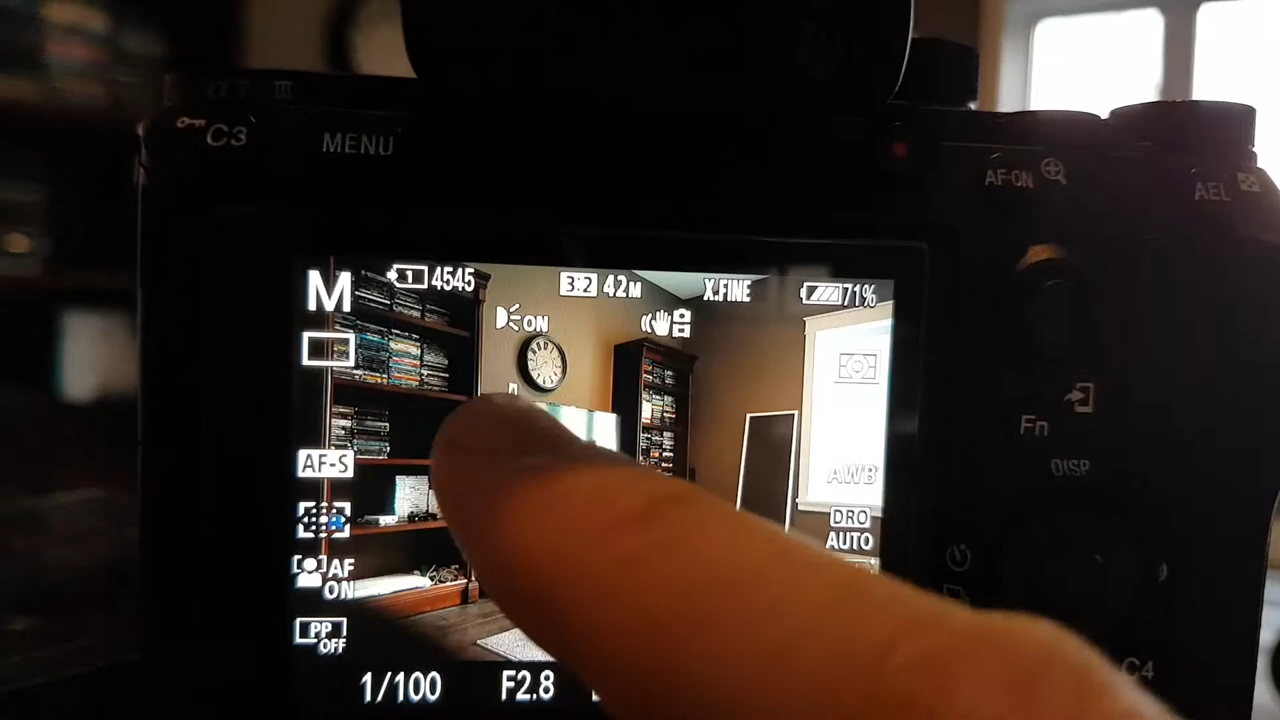 C3
MENU
AF-ON
AEL
M
1 4545
3:2 42M
X.FINE
71%
ON
AF-S
AWB
DRO
AUTO
AF
ON
PP
OFF
Fn
DISP
C4
1/100
F2.8